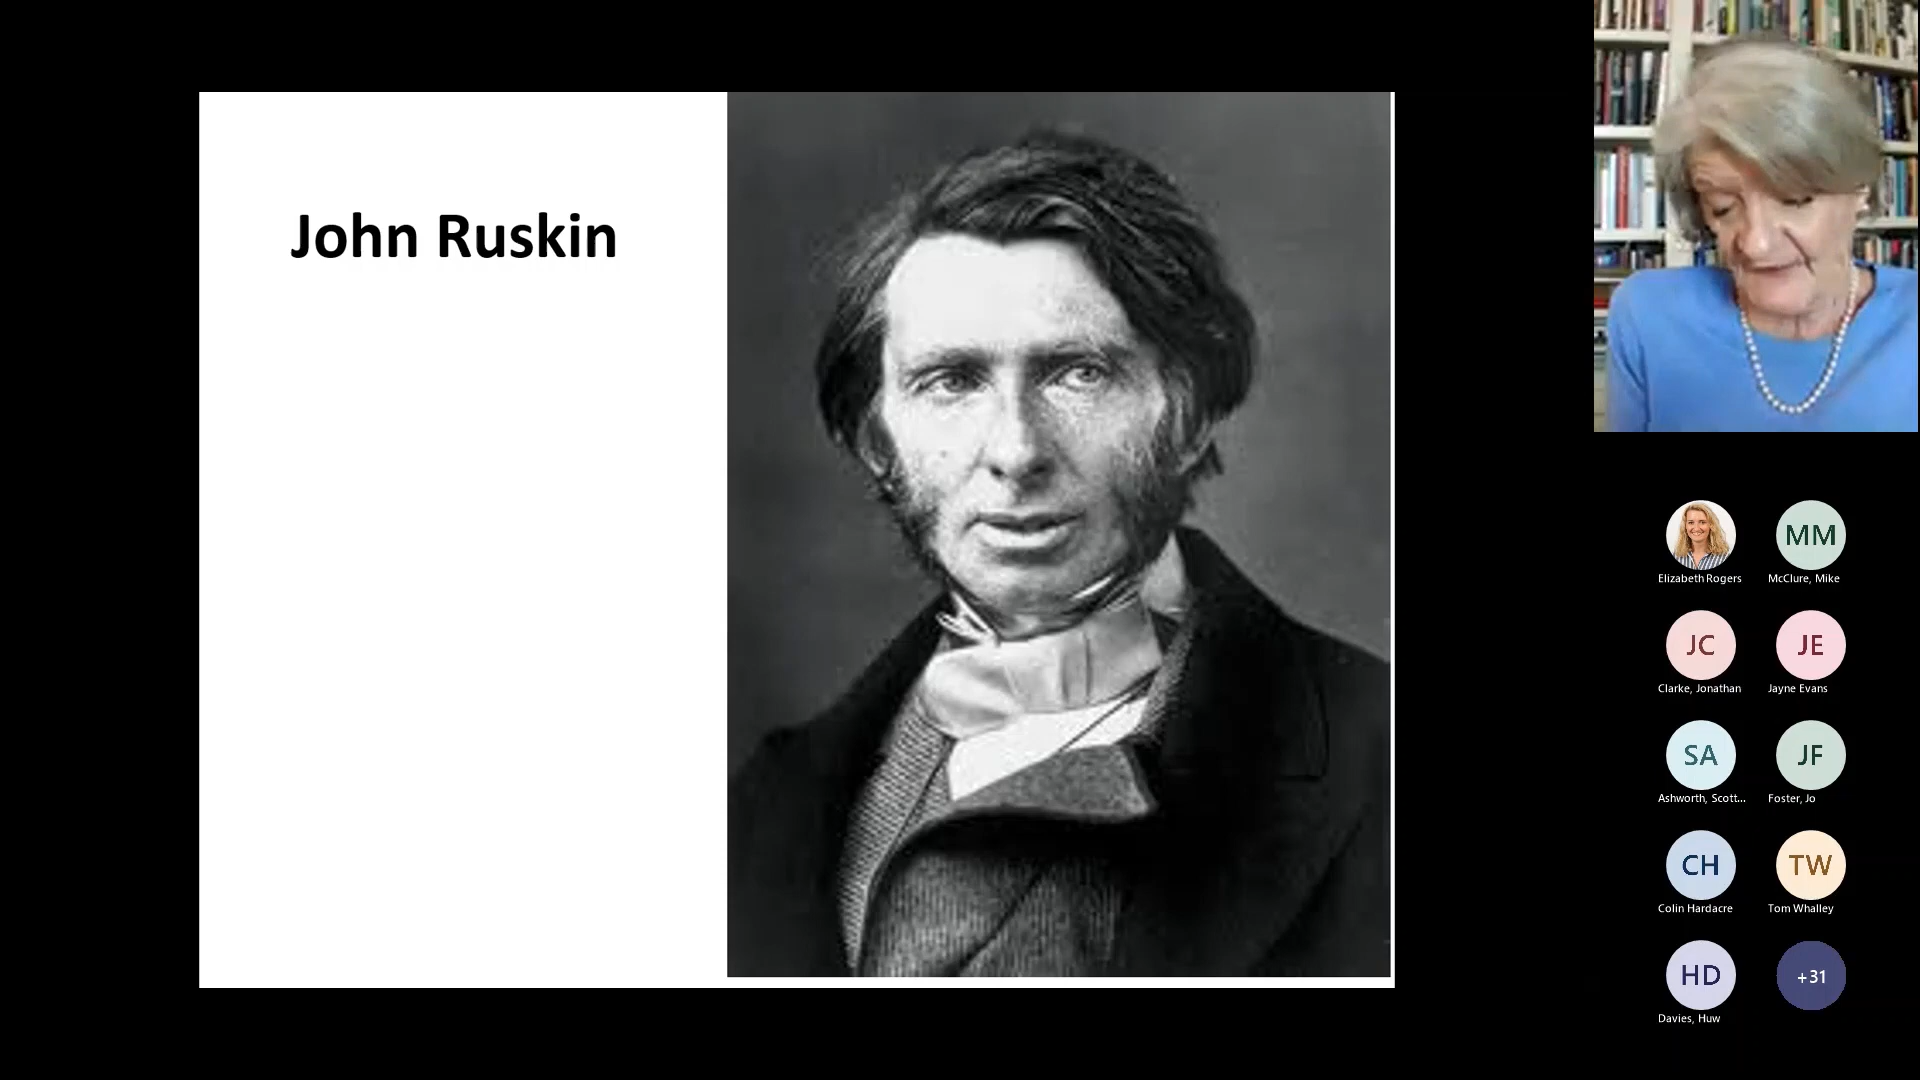 John Ruskin
MM
Elizabeth Rogers
McClure, Mike
JC
JE
Clarke, Jonathan
Jayne Evans
SA
JF
Ashworth, Scott...
Foster, Jo
CH
TW
Colin Hardacre
Tom Whalley
HD
+31
Davies, Huw